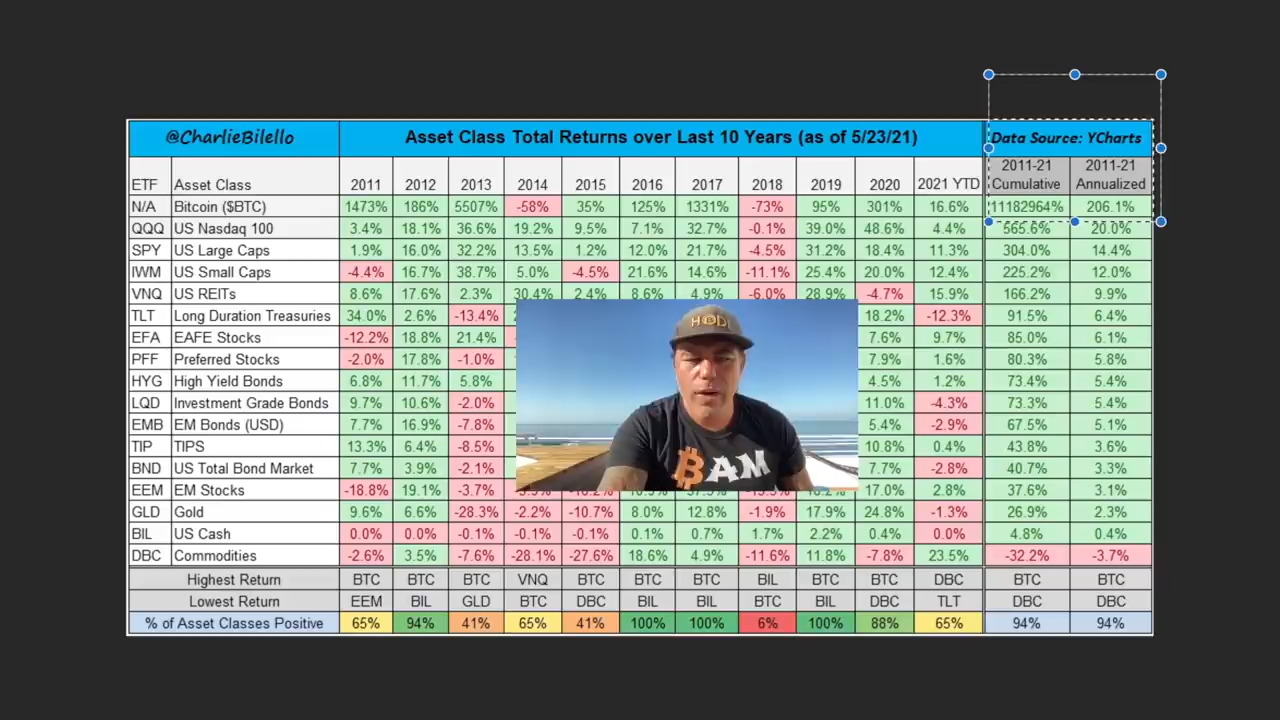 @CharlieBilello Asset Class Total Returns over Last 10 Years (as of 5/23/21) Data Source: YCharts
ETF Asset Class 2011 2012 2013 2014 2015 2016 2017 2018 2019 2020 2021 YTD 2011-21 Cumulative 2011-21 Annualized
N/A Bitcoin ($BTC) 1473% 186% 5507% -58% 35% 125% 1331% -73% 95% 301% 16.6% 11182964% 206.1%
QQQ US Nasdaq 100 3.4% 18.1% 36.6% 19.2% 9.5% 7.1% 32.7% -0.1% 39.0% 48.6% 4.4% 565.6% 20.0%
SPY US Large Caps 1.9% 16.0% 32.2% 13.5% 1.2% 12.0% 21.7% -4.5% 31.2% 18.4% 11.3% 304.0% 14.4%
IWM US Small Caps -4.4% 16.7% 38.7% 5.0% -4.5% 21.6% 14.6% -11.1% 25.4% 20.0% 12.4% 225.2% 12.0%
VNQ US REITs 8.6% 17.6% 2.3% 30.4% 2.4% 8.6% 4.9% -6.0% 28.9% -4.7% 15.9% 166.2% 9.9%
TLT Long Duration Treasuries 34.0% 2.6% -13.4% 18.2% -12.3% 91.5% 6.4%
EFA EAFE Stocks -12.2% 18.8% 21.4% 7.6% 9.7% 85.0% 6.1%
PFF Preferred Stocks -2.0% 17.8% -1.0% 7.9% 1.6% 80.3% 5.8%
HYG High Yield Bonds 6.8% 11.7% 5.8% 4.5% 1.2% 73.4% 5.4%
LQD Investment Grade Bonds 9.7% 10.6% -2.0% 11.0% -4.3% 73.3% 5.4%
EMB EM Bonds (USD) 7.7% 16.9% -7.8% 5.4% -2.9% 67.5% 5.1%
TIP TIPS 13.3% 6.4% -8.5% 10.8% 0.4% 43.8% 3.6%
BND US Total Bond Market 7.7% 3.9% -2.1% 7.7% -2.8% 40.7% 3.3%
EEM EM Stocks -18.8% 19.1% -3.7% 17.0% 2.8% 37.6% 3.1%
GLD Gold 9.6% 6.6% -28.3% -2.2% -10.7% 8.0% 12.8% -1.9% 17.9% 24.8% -1.3% 26.9% 2.3%
BIL US Cash 0.0% 0.0% -0.1% -0.1% -0.1% 0.1% 0.7% 1.7% 2.2% 0.4% 0.0% 4.8% 0.4%
DBC Commodities -2.6% 3.5% -7.6% -28.1% -27.6% 18.6% 4.9% -11.6% 11.8% -7.8% 23.5% -32.2% -3.7%
Highest Return BTC BTC BTC VNQ BTC BTC BTC BIL BTC BTC DBC BTC BTC
Lowest Return EEM BIL GLD BTC DBC BIL BIL BTC BIL DBC TLT DBC DBC
% of Asset Classes Positive 65% 94% 41% 65% 41% 100% 100% 6% 100% 88% 65% 94% 94%
HODL
BAM